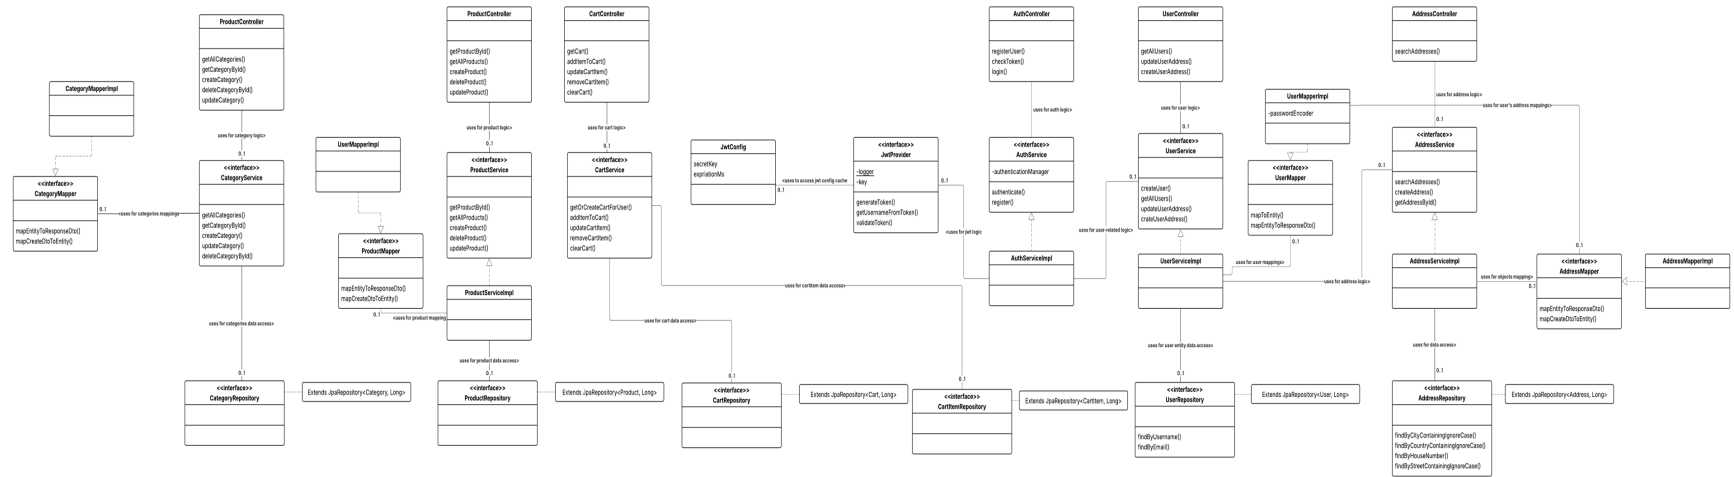 ProductController
getAllCategories()
getCategoryById()
createCategory()
deleteCategoryById()
updateCategory()
uses for category logic>
0..1
CategoryMapperImpl
<<interface>>
CategoryMapper
mapEntityToResponseDto()
mapCreateDtoToEntity()
0..1
<uses for categories mappings
<<interface>>
CategoryService
getAllCategories()
getCategoryById()
createCategory()
updateCategory()
deleteCategoryById()
uses for categories data access>
0..1
<<interface>>
CategoryRepository
Extends JpaRepository<Category, Long>
ProductController
getProductById()
getAllProducts()
createProduct()
deleteProduct()
updateProduct()
uses for product logic>
0..1
UserMapperImpl
<<interface>>
ProductMapper
mapEntityToResponseDto()
mapCreateDtoToEntity()
0..1
<uses for product mapping
<<interface>>
ProductService
getProductById()
getAllProducts()
createProduct()
deleteProduct()
updateProduct()
ProductServiceImpl
uses for product data access>
0..1
<<interface>>
ProductRepository
Extends JpaRepository<Product, Long>
CartController
getCart()
addItemToCart()
updateCartItem()
removeCartItem()
clearCart()
uses for cart logic>
0..1
<<interface>>
CartService
getOrCreateCartForUser()
addItemToCart()
updateCartItem()
removeCartItem()
clearCart()
uses for cartItem data access>
uses for cart data access>
0..1
<<interface>>
CartRepository
Extends JpaRepository<Cart, Long>
0..1
<<interface>>
CartItemRepository
Extends JpaRepository<CartItem, Long>
JwtConfig
secretKey
expriationMs
<uses to access jwt config cache
0..1
<<interface>>
JwtProvider
-logger
-key
generateToken()
getUsernameFromToken()
validateToken()
0..1
<uses for jwt logic
AuthController
registerUser()
checkToken()
login()
uses for auth logic>
<<interface>>
AuthService
-authenticationManager
authenticate()
register()
AuthServiceImpl
uses for user-related logic>
0..1
UserController
getAllUsers()
updateUserAddress()
createUserAddress()
uses for user logic>
0..1
<<interface>>
UserService
createUser()
getAllUsers()
updateUserAddress()
crateUserAddress()
UserServiceImpl
uses for user mappings>
uses for address logic>
uses for user entity data access>
0..1
<<interface>>
UserRepository
findByUsername()
findByEmail()
Extends JpaRepository<User, Long>
UserMapperImpl
-passwordEncoder
<<interface>>
UserMapper
mapToEntity()
mapEntityToResponseDto()
0..1
AddressController
searchAddresses()
uses for address logic>
uses for user's address mappings>
0..1
0..1
<<interface>>
AddressService
searchAddresses()
createAddress()
getAddressById()
AddressServiceImpl
uses for objects mapping>
0..1
0..1
<<interface>>
AddressMapper
mapEntityToResponseDto()
mapCreateDtoToEntity()
AddressMapperImpl
uses for data access>
0..1
<<interface>>
AddressRepository
findByCityContainingIgnoreCase()
findByCountryContainingIgnoreCase()
findByHouseNumber()
findByStreetContainingIgnoreCase()
Extends JpaRepository<Address, Long>